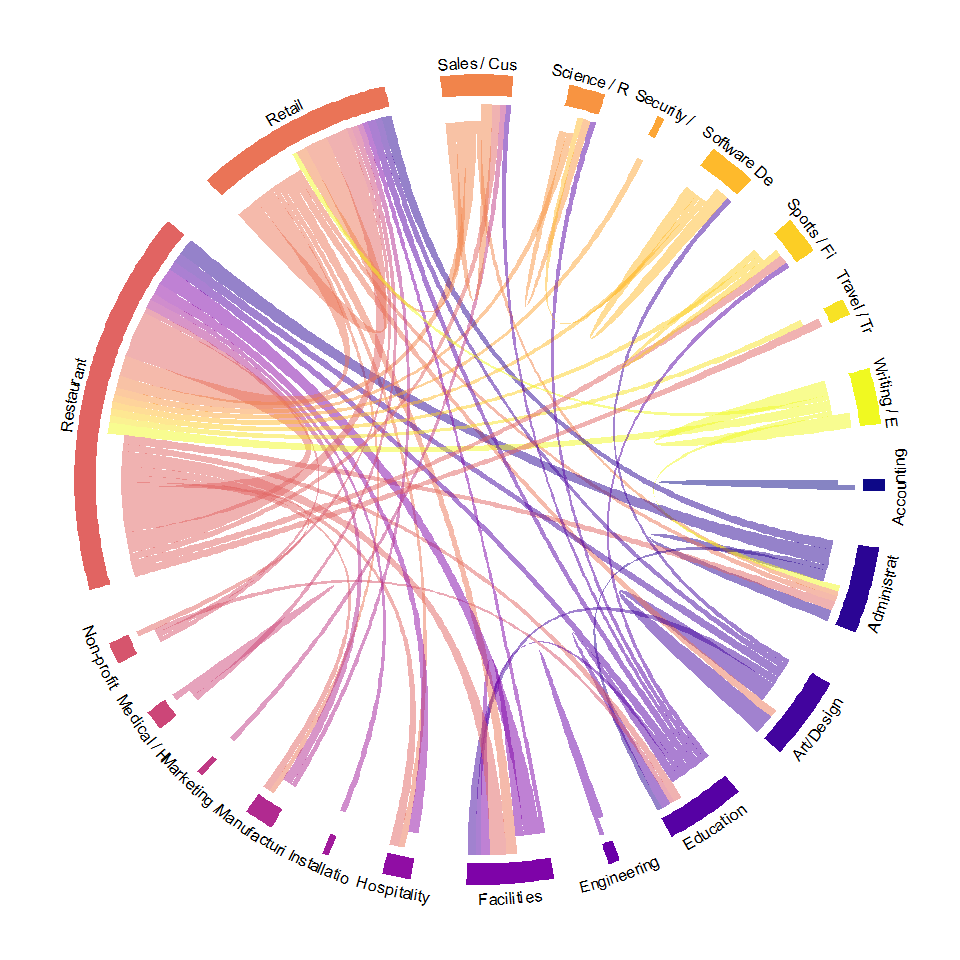 Sales / Cus
Science / R
Security /
Software De
Sports / Fi
Travel / Tr
Writing / E
Accounting
Administrat
Art/Design
Education
Engineering
Facilities
Hospitality
Installatio
Manufacturi
Marketing /
Medical / H
Non-profit
Restaurant
Retail